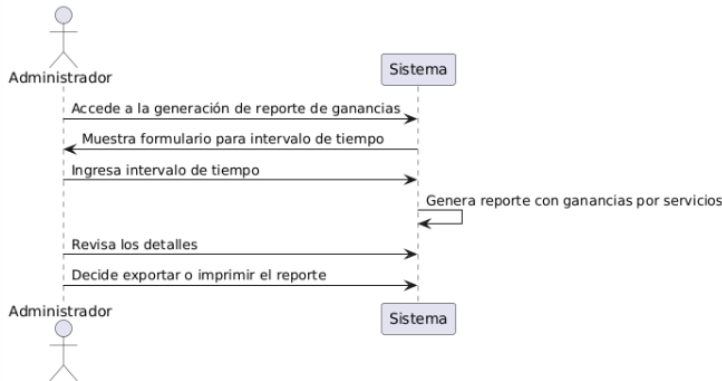 Administrador
Sistema
Accede a la generación de reporte de ganancias
Muestra formulario para intervalo de tiempo
Ingresa intervalo de tiempo
Genera reporte con ganancias por servicios
Revisa los detalles
Decide exportar o imprimir el reporte
Administrador
Sistema